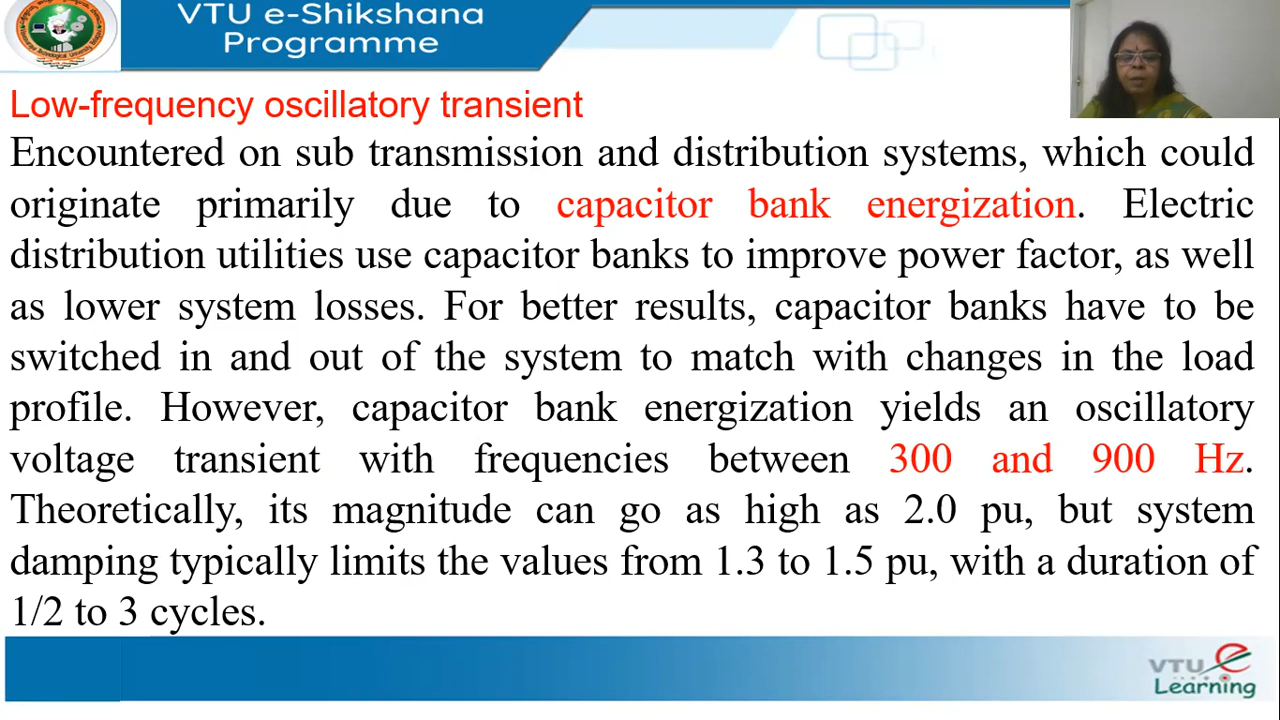 VTU e-Shikshana
Programme
Low-frequency oscillatory transient
Encountered on sub transmission and distribution systems, which could
originate primarily due to capacitor bank energization. Electric
distribution utilities use capacitor banks to improve power factor, as well
as lower system losses. For better results, capacitor banks have to be
switched in and out of the system to match with changes in the load
profile. However, capacitor bank energization yields an oscillatory
voltage transient with frequencies between 300 and 900 Hz.
Theoretically, its magnitude can go as high as 2.0 pu, but system
damping typically limits the values from 1.3 to 1.5 pu, with a duration of
1/2 to 3 cycles.
VTU e
Learning